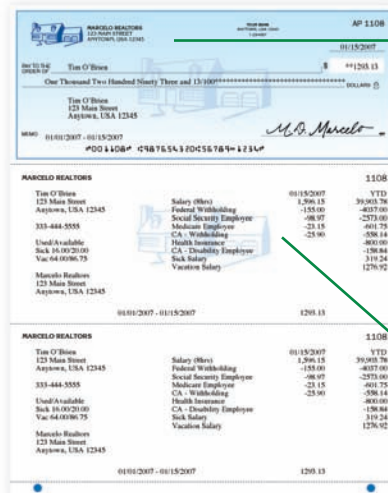 MARCELO REALTORS
123 MAIN STREET
ANYTOWN, USA 12345
YOUR BANK
AP 1108
01/15/2007
PAY TO THE
ORDER OF
Tim O'Brien
$ **1293.13
One Thousand Two Hundred Ninety Three and 13/100
DOLLARS
Tim O'Brien
123 Main Street
Anytown, USA 12345
M.D. Marcelo
MEMO 01/01/2007 - 01/15/2007
MARCELO REALTORS 1108
Tim O'Brien 01/15/2007 YTD
123 Main Street Salary (8hrs) 1,596.15 39,903.76
Anytown, USA 12345 Federal Withholding -155.00 -4037.00
Social Security Employee -98.97 -2573.00
333-444-5555 Medicare Employee -23.15 -601.75
CA - Withholding -25.90 -558.14
Used/Available Health Insurance -800.00
Sick 16.00/20.00 CA - Disability Employee -158.84
Vac 64.00/86.75 Sick Salary 319.24
Vacation Salary 1276.92
Marcelo Realtors
123 Main Street
Anytown, USA 12345
01/01/2007 - 01/15/2007 1293.13
MARCELO REALTORS 1108
Tim O'Brien 01/15/2007 YTD
123 Main Street Salary (8hrs) 1,596.15 39,903.76
Anytown, USA 12345 Federal Withholding -155.00 -4037.00
Social Security Employee -98.97 -2573.00
333-444-5555 Medicare Employee -23.15 -601.75
CA - Withholding -25.90 -558.14
Used/Available Health Insurance -800.00
Sick 16.00/20.00 CA - Disability Employee -158.84
Vac 64.00/86.75 Sick Salary 319.24
Vacation Salary 1276.92
Marcelo Realtors
123 Main Street
Anytown, USA 12345
01/01/2007 - 01/15/2007 1293.13